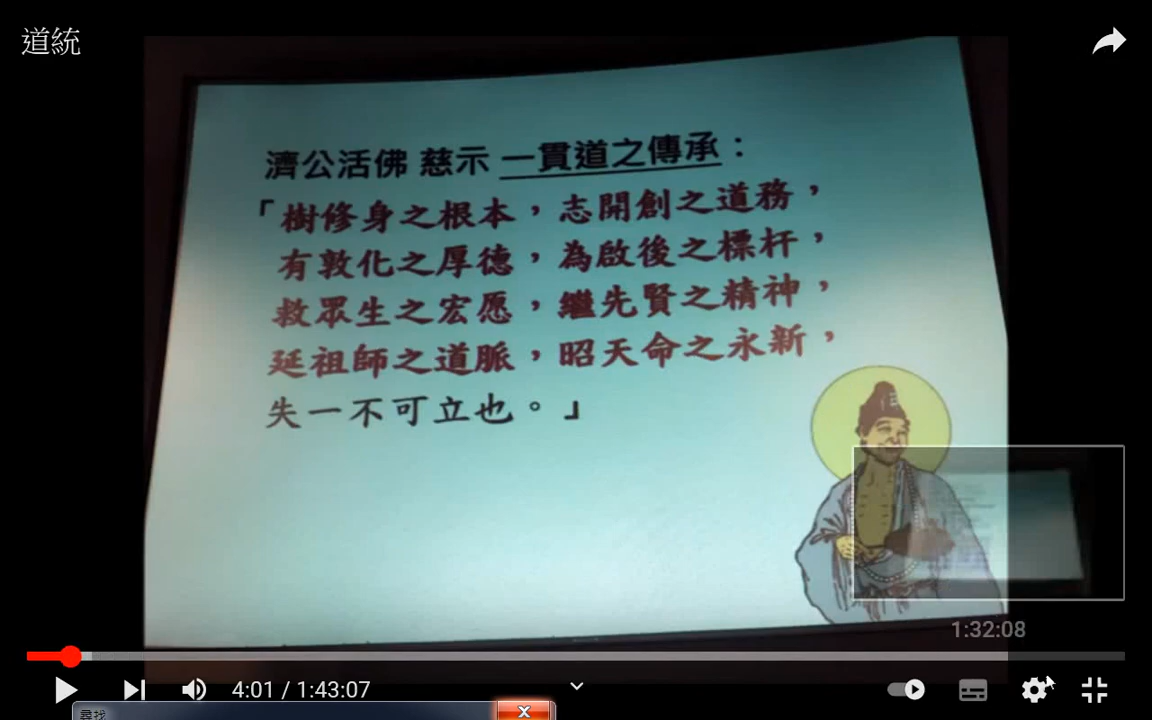 道統
濟公活佛 慈示 一貫道之傳承：
「樹修身之根本，志開創之道務，
有敦化之厚德，為啟後之標杆，
救眾生之宏愿，繼先賢之精神，
延祖師之道脈，昭天命之永新，
失一不可立也。」
1:32:08
4:01 / 1:43:07
尋找